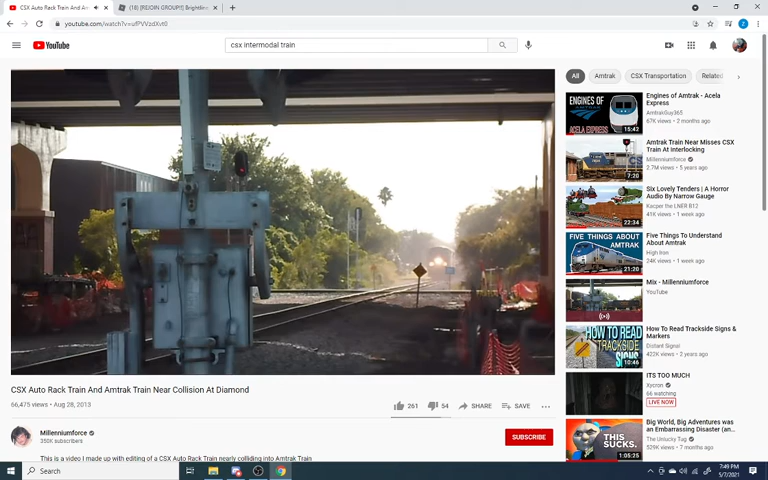 CSX Auto Rack Train And Am
(18) [REJOIN GROUP!!] Brightline
youtube.com/watch?v=ufPVVzdXvt0
YouTube
csx intermodal train
All
Amtrak
CSX Transportation
Related
ENGINES OF AMTRAK
ACELA EXPRESS
15:42
Engines of Amtrak - Acela Express
AmtrakGuy365
67K views • 2 months ago
7:20
Amtrak Train Near Misses CSX Train At Interlocking
Millenniumforce
2.7M views • 5 years ago
22:34
Six Lovely Tenders | A Horror Audio By Narrow Gauge
Kacper the LNER B12
41K views • 1 week ago
FIVE THINGS ABOUT AMTRAK
21:20
Five Things To Understand About Amtrak
High Iron
24K views • 1 week ago
Mix - Millenniumforce
YouTube
HOW TO READ TRACKSIDE SIGNS
10:46
How To Read Trackside Signs & Markers
Distant Signal
422K views • 2 years ago
ITS TOO MUCH
Xycron
66 watching
LIVE NOW
THIS SUCKS.
1:05:25
Big World, Big Adventures was an Embarrassing Disaster (an...
The Unlucky Tug
529K views • 7 months ago
CSX Auto Rack Train And Amtrak Train Near Collision At Diamond
66,475 views • Aug 28, 2013
261
54
SHARE
SAVE
Millenniumforce
350K subscribers
SUBSCRIBE
This is a video I made up with editing of a CSX Auto Rack Train nearly colliding into Amtrak Train
Search
7:49 PM
5/7/2021